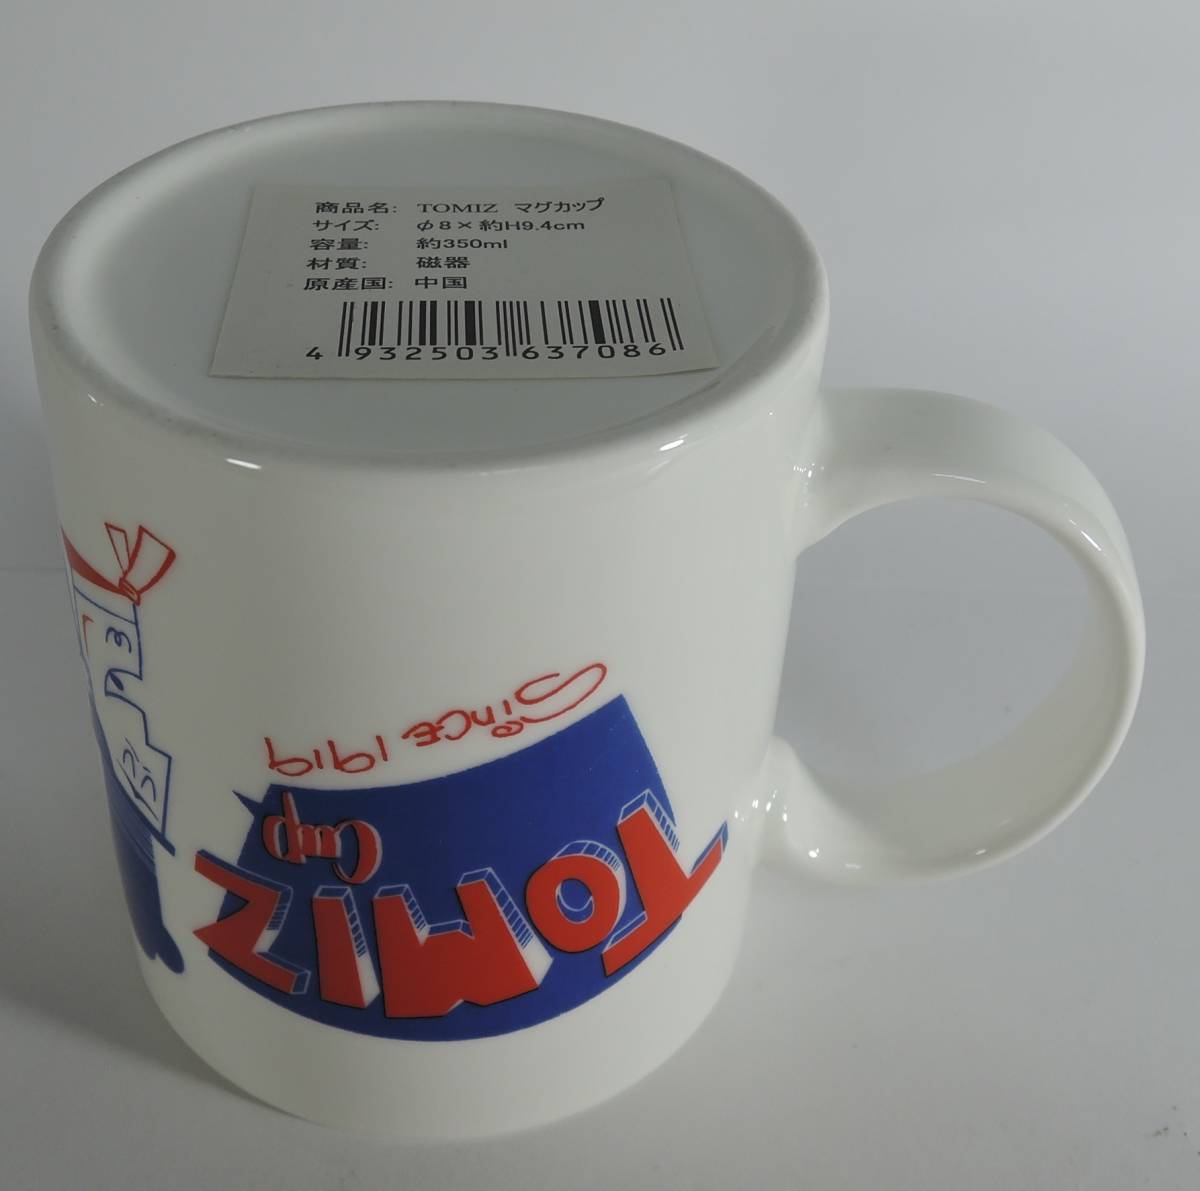 商品名: TOMIZ マグカップ
サイズ: φ8×約H9.4cm
容量: 約350ml
材質: 磁器
原産国: 中国
4 932503 637086
TOMIZ
Cup
Since 1919